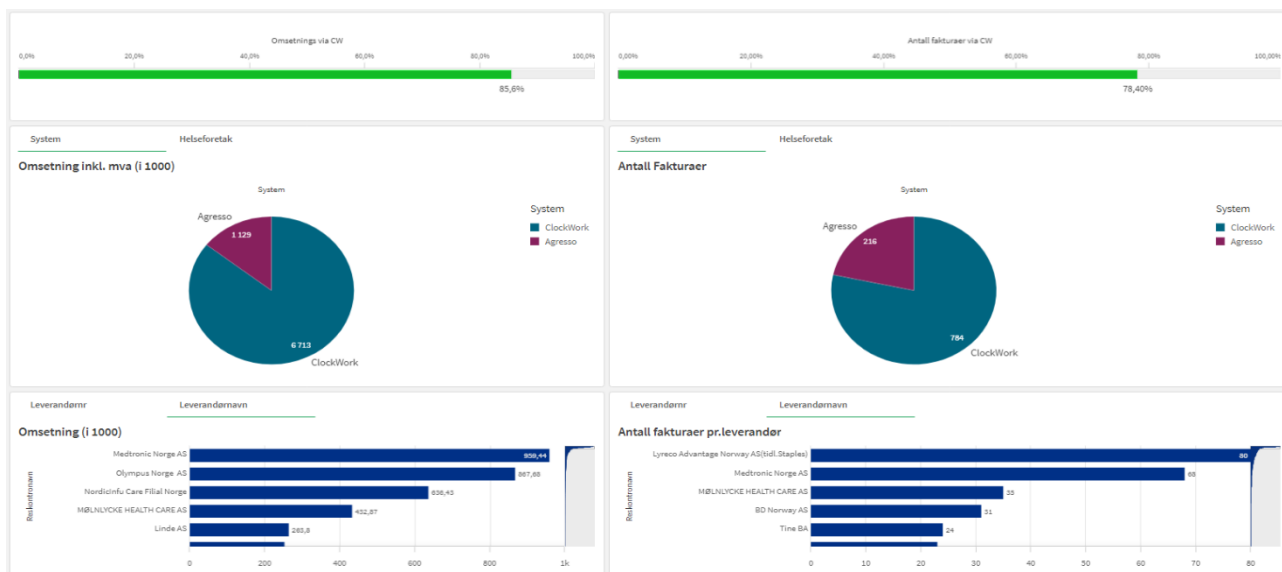 Omsetnings via CW
0,0% 20,0% 40,0% 60,0% 80,0% 100,0%
85,6%
Antall fakturaer via CW
0,00% 20,00% 40,00% 60,00% 80,00% 100,00%
78,40%
System Helseforetak
Omsetning inkl. mva (i 1000)
System
Agresso
1 129
6 713
ClockWork
System
ClockWork
Agresso
System Helseforetak
Antall Fakturaer
System
Agresso
216
784
ClockWork
System
ClockWork
Agresso
Leverandørnr Leverandørnavn
Omsetning (i 1000)
Reskontronavn
Medtronic Norge AS 959,44
Olympus Norge AS 867,68
NordicInfu Care Filial Norge 636,43
MØLNLYCKE HEALTH CARE AS 432,87
Linde AS
0 200 400 600 800 1k
Leverandørnr Leverandørnavn
Antall fakturaer pr.leverandør
Reskontronavn
Lyreco Advantage Norway AS(tidl.Staples) 80
Medtronic Norge AS 68
MØLNLYCKE HEALTH CARE AS 35
BD Norway AS 31
Tine BA 24
0 10 20 30 40 50 60 70 80